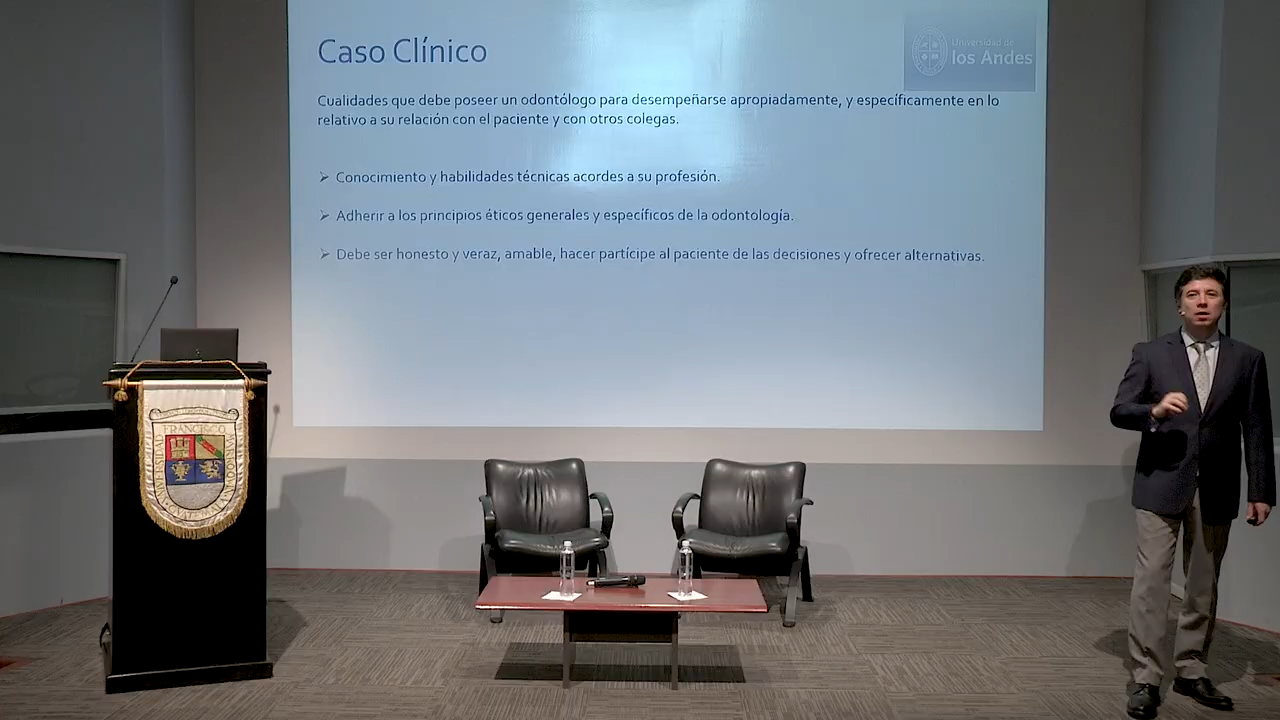 Caso Clínico
Universidad de
los Andes
Cualidades que debe poseer un odontólogo para desempeñarse apropiadamente, y específicamente en lo
relativo a su relación con el paciente y con otros colegas.
➢ Conocimiento y habilidades técnicas acordes a su profesión.
➢ Adherir a los principios éticos generales y específicos de la odontología.
➢ Debe ser honesto y veraz, amable, hacer partícipe al paciente de las decisiones y ofrecer alternativas.
UNIVERSIDAD
FRANCISCO
MARROQUIN
GUATEMALA